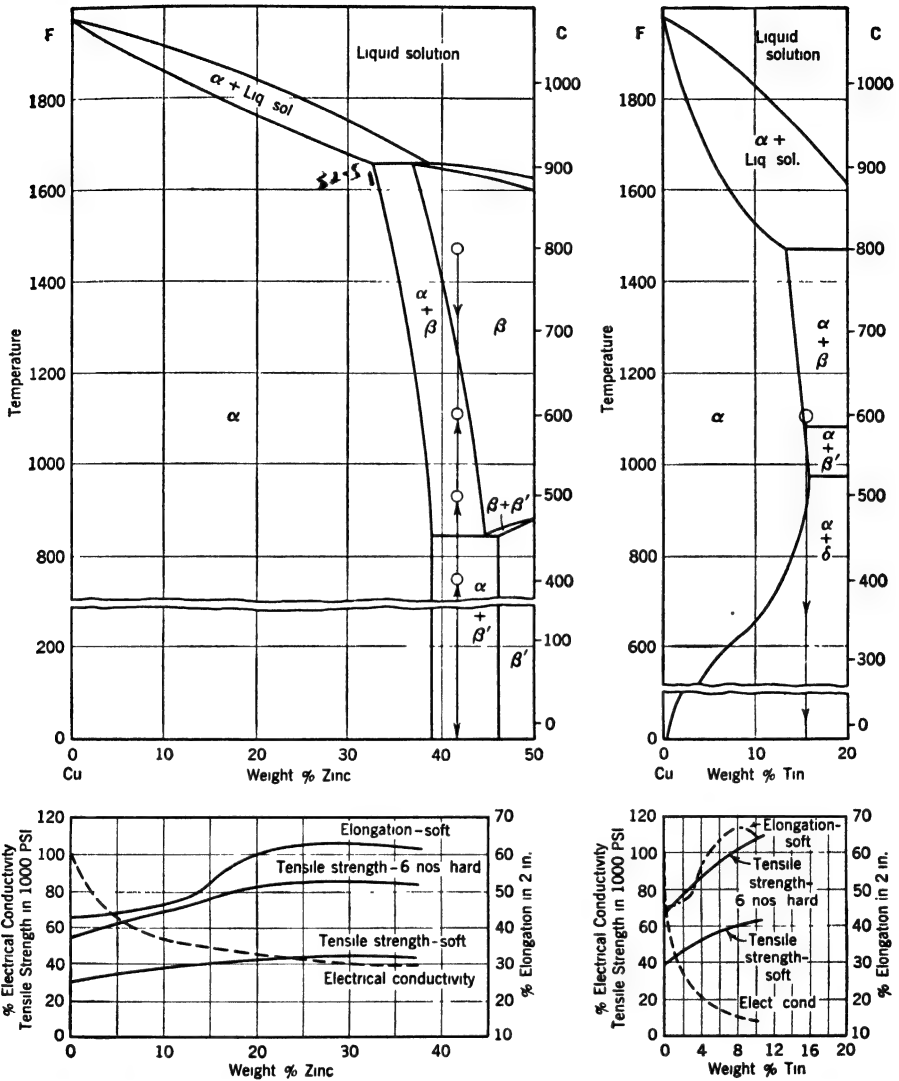 F
C
Liquid solution
α + Liq sol
1800
1600
1400
1200
1000
800
200
0
1000
900
800
700
600
500
400
100
0
32.5
α
+
β
β
α
β+β′
α
+
β′
β′
Temperature
0
10
20
30
40
50
Cu
Weight % Zinc
F
C
Liquid
solution
α +
Liq sol.
1800
1600
1400
1200
1000
800
600
0
1000
900
800
700
600
500
400
300
0
α
α
+
β
α
+
β′
α
+
δ
Temperature
0
10
20
Cu
Weight % Tin
% Electrical Conductivity
Tensile Strength in 1000 PSI
120
100
80
60
40
20
0
Elongation-soft
Tensile strength-6 nos hard
Tensile strength-soft
Electrical conductivity
70
60
50
40
30
20
10
% Elongation in 2 in.
0
10
20
30
40
Weight % Zinc
% Electrical Conductivity
Tensile Strength in 1000 PSI
120
100
80
60
40
20
0
Elongation-
soft
Tensile
strength-
6 nos hard
Tensile
strength-
soft
Elect cond
70
60
50
40
30
20
10
% Elongation in 2 in.
0
4
8
12
16
20
Weight % Tin